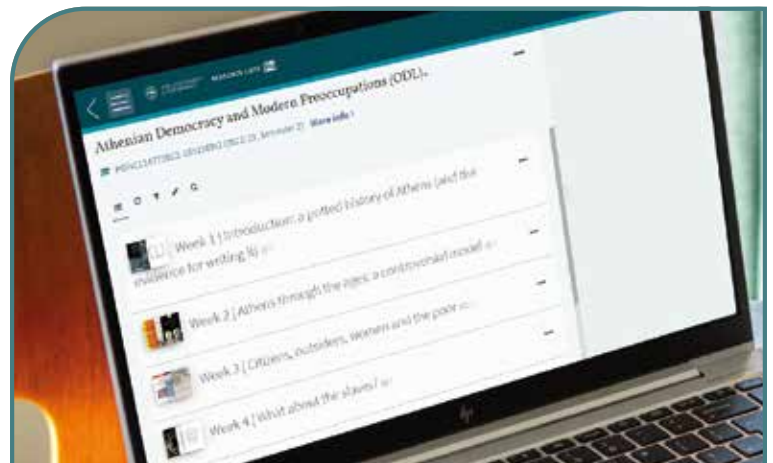 READING LISTS
Athenian Democracy and Modern Preoccupations (ODL).
More info
Week 1 | Introduction: a potted history of Athens (and the
evidence for writing it)
Week 2 | Athens through the ages: a controversial model
Week 3 | Citizens, outsiders, women and the poor
Week 4 | What about the slaves?
hp